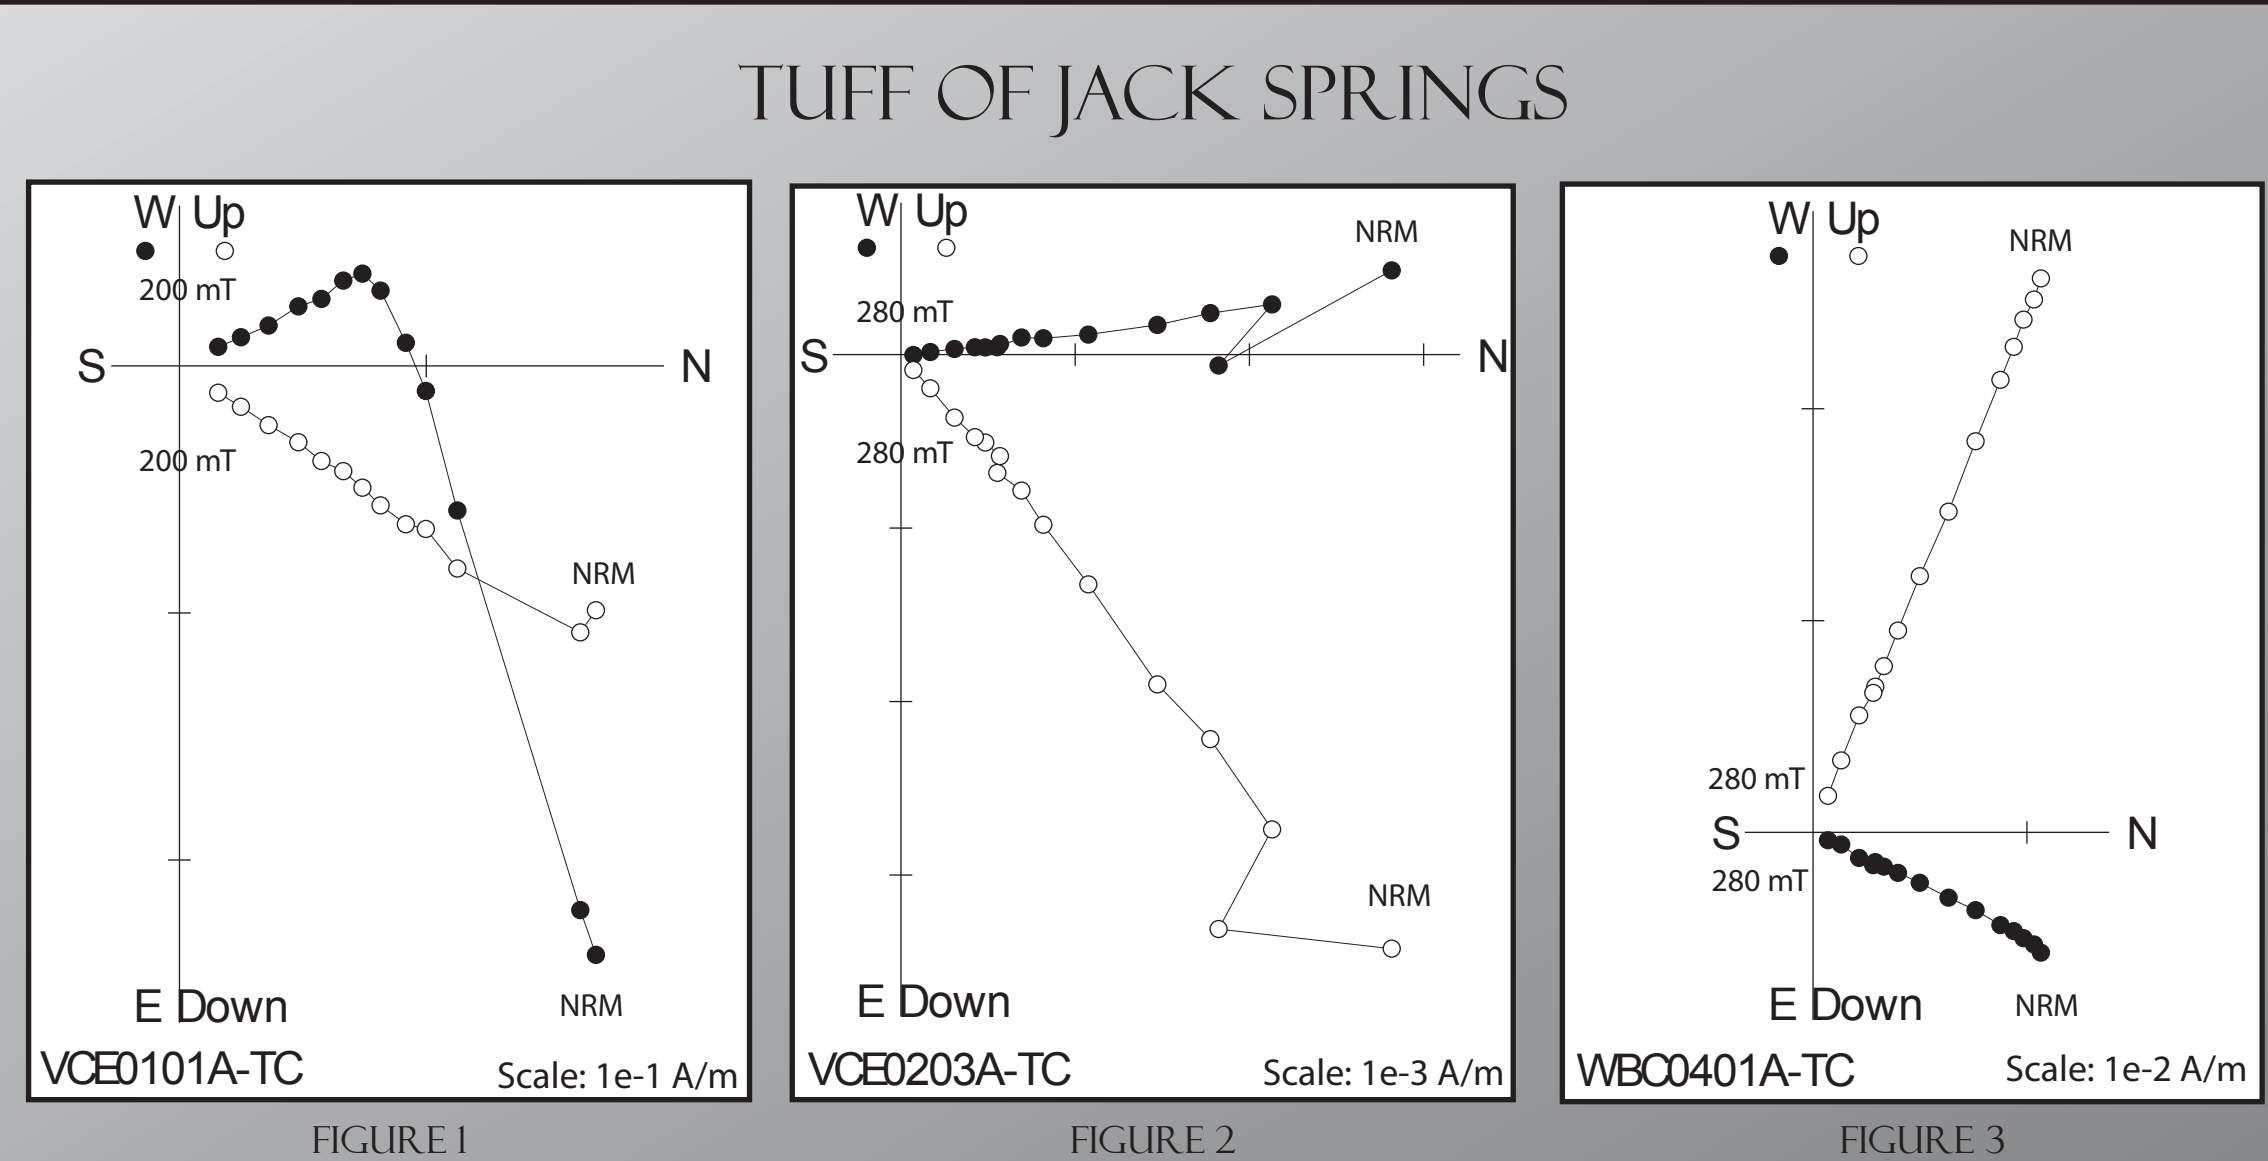 TUFF OF JACK SPRINGS
W Up
200 mT
S N
200 mT
NRM
E Down
NRM
VCE0101A-TC
Scale: 1e-1 A/m
FIGURE 1
W Up
NRM
280 mT
S N
280 mT
NRM
E Down
VCE0203A-TC
Scale: 1e-3 A/m
FIGURE 2
W Up
NRM
280 mT
S N
280 mT
E Down
NRM
WBC0401A-TC
Scale: 1e-2 A/m
FIGURE 3